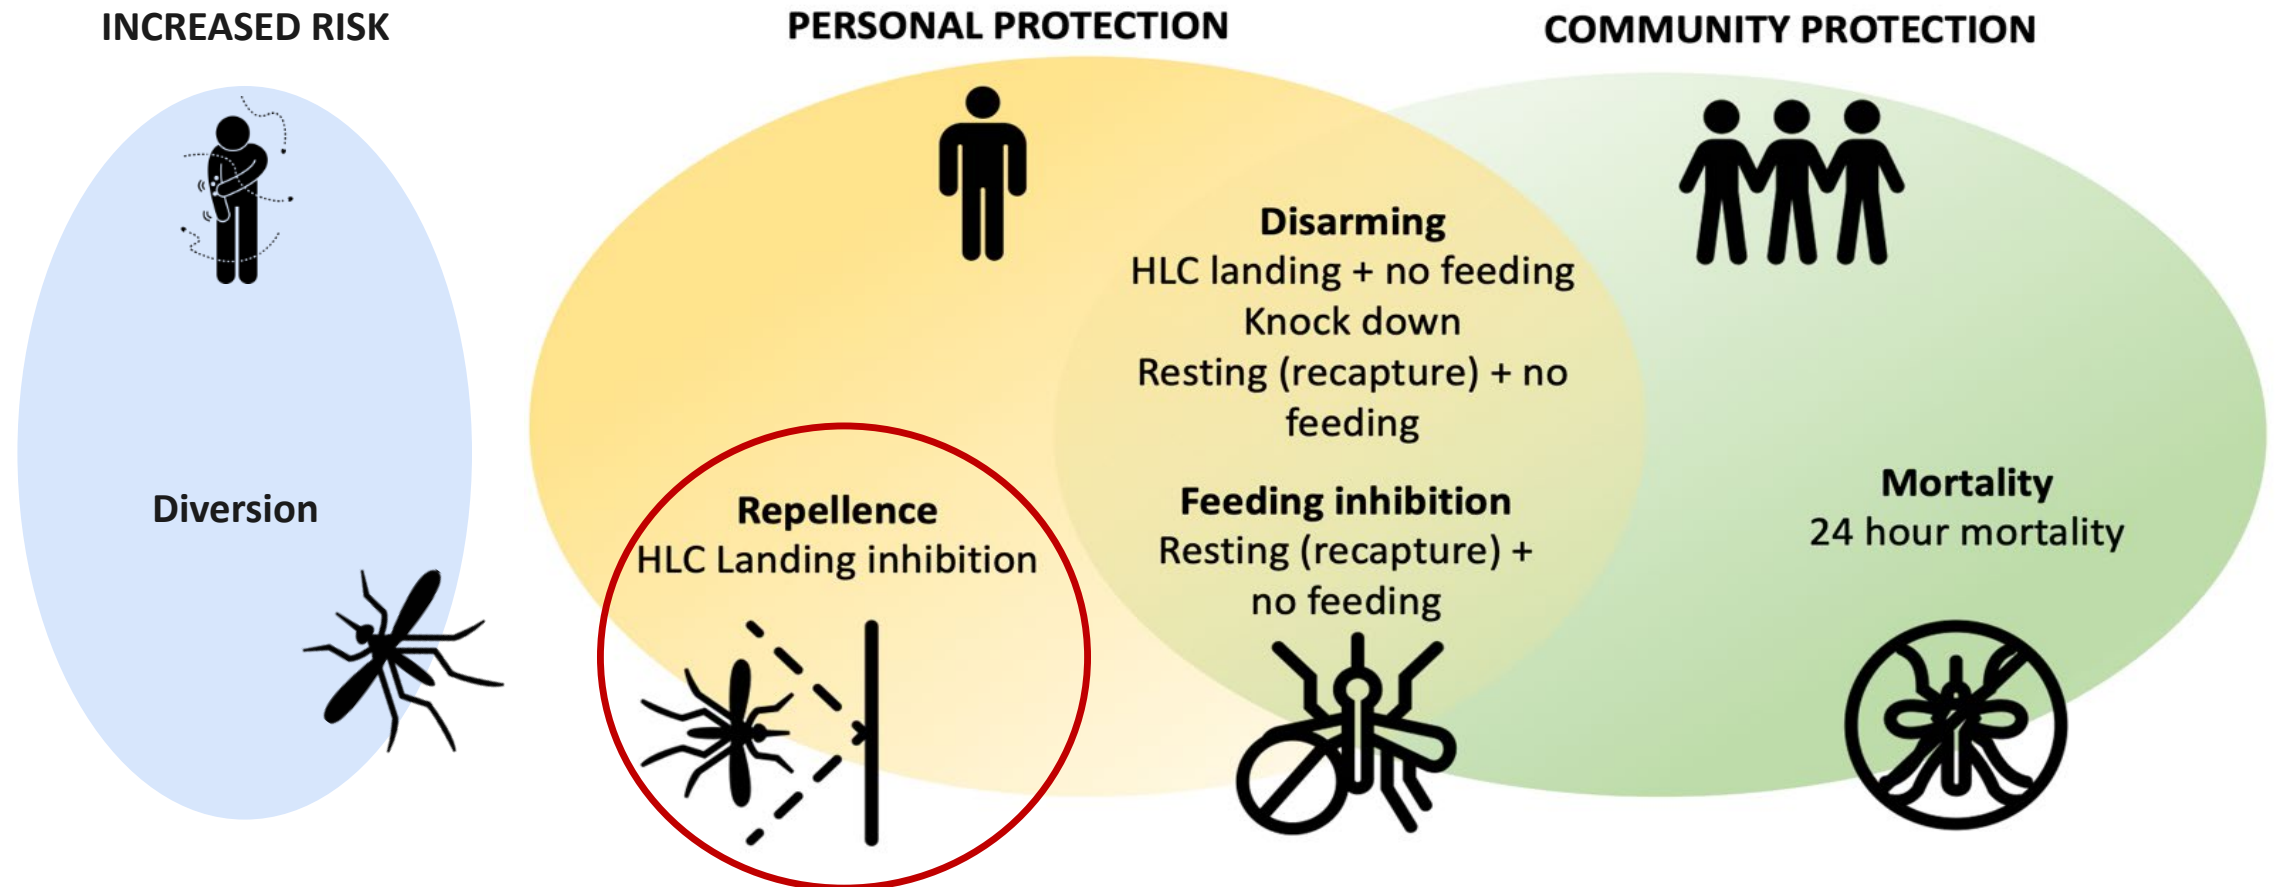 INCREASED RISK
PERSONAL PROTECTION
COMMUNITY PROTECTION
Diversion
Repellence
HLC Landing inhibition
Disarming
HLC landing + no feeding
Knock down
Resting (recapture) + no
feeding
Feeding inhibition
Resting (recapture) +
no feeding
Mortality
24 hour mortality